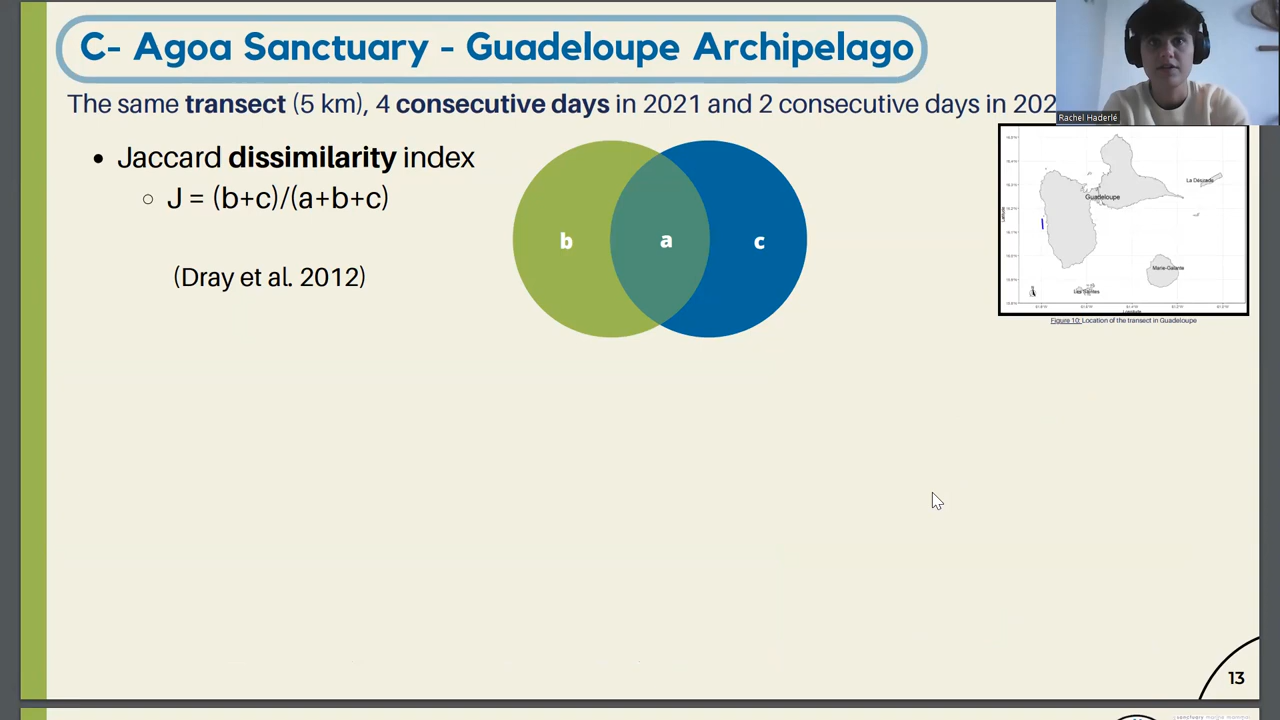 C- Agoa Sanctuary - Guadeloupe Archipelago
The same transect (5 km), 4 consecutive days in 2021 and 2 consecutive days in 202
Rachel Haderlé
• Jaccard dissimilarity index
○ J = (b+c)/(a+b+c)
(Dray et al. 2012)
b
a
c
La Désirade
Guadeloupe
Marie-Galante
Les Saintes
Latitude
Longitude
Figure 10: Location of the transect in Guadeloupe
13